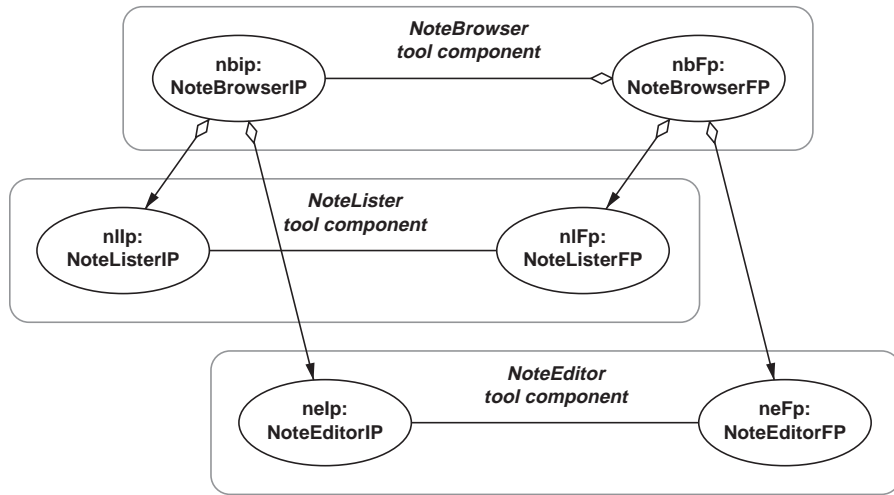 NoteBrowser
tool component
nbip:
NoteBrowserIP
nbFp:
NoteBrowserFP
NoteLister
tool component
nlIp:
NoteListerIP
nlFp:
NoteListerFP
NoteEditor
tool component
neIp:
NoteEditorIP
neFp:
NoteEditorFP